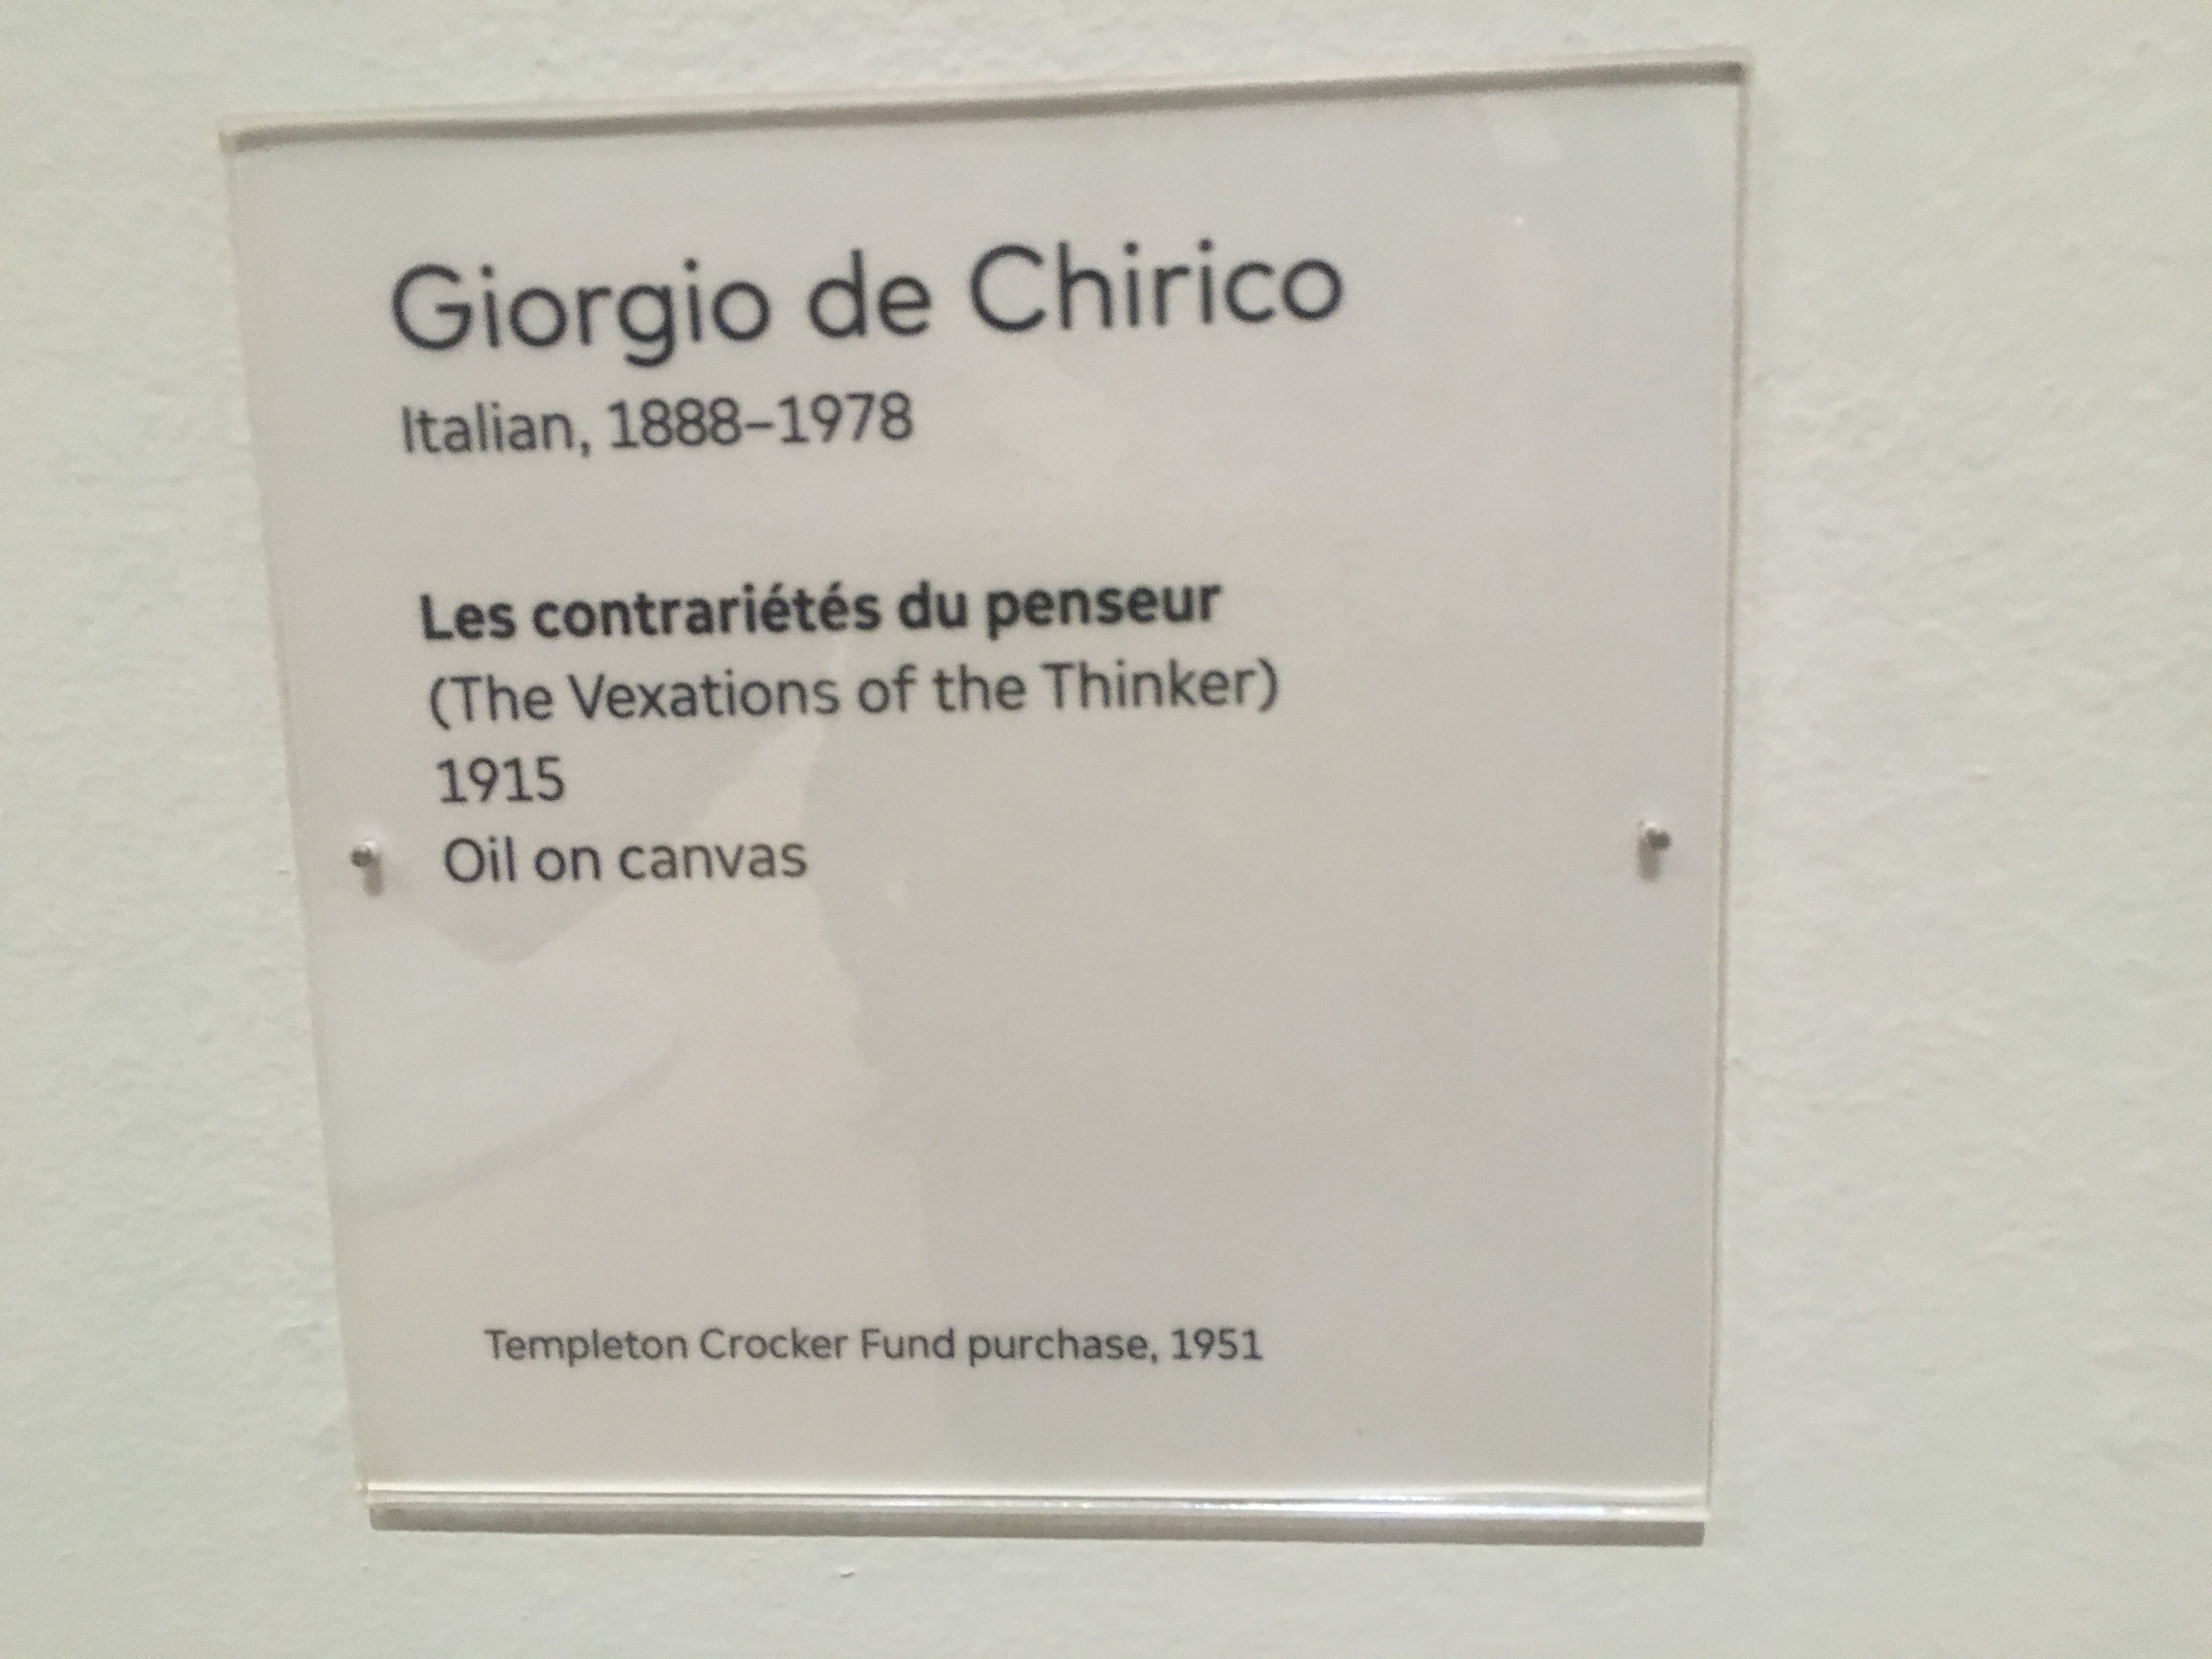 Giorgio de Chirico
Italian, 1888–1978
Les contrariétés du penseur
(The Vexations of the Thinker)
1915
Oil on canvas
Templeton Crocker Fund purchase, 1951